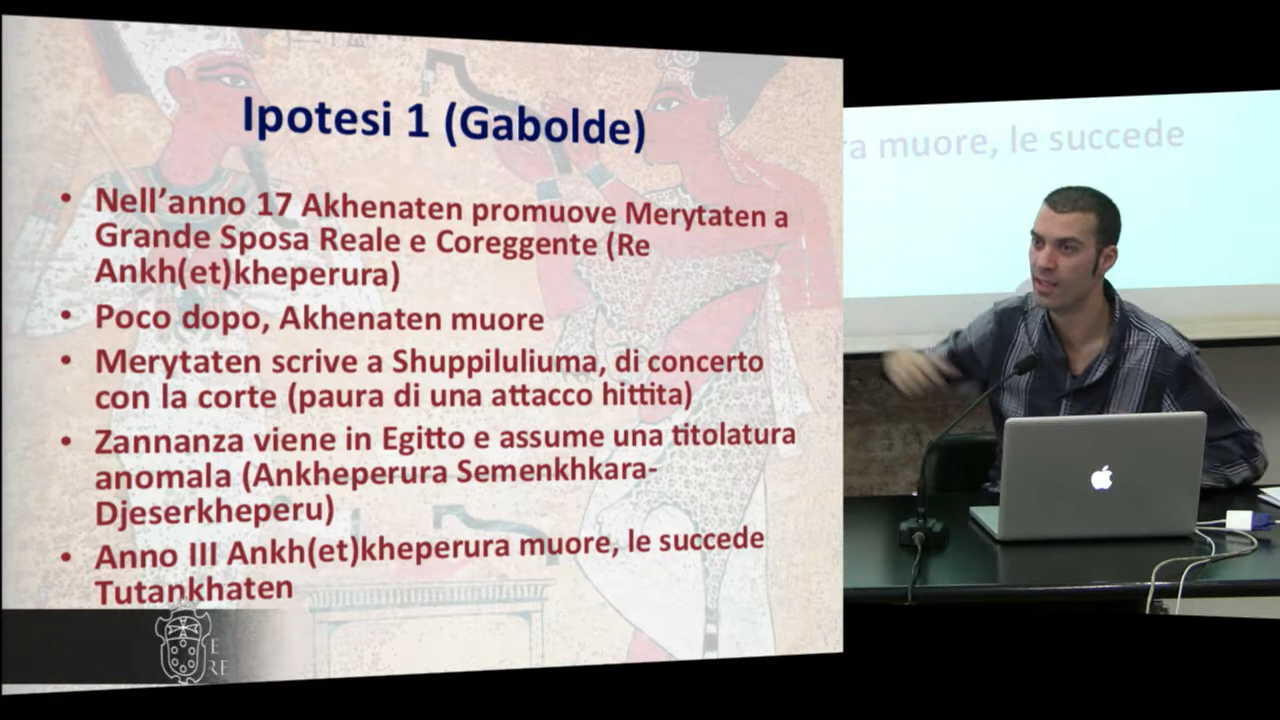 Ipotesi 1 (Gabolde)
• Nell’anno 17 Akhenaten promuove Merytaten a
Grande Sposa Reale e Coreggente (Re
Ankh(et)kheperura)
• Poco dopo, Akhenaten muore
• Merytaten scrive a Shuppiluliuma, di concerto
con la corte (paura di una attacco hittita)
• Zannanza viene in Egitto e assume una titolatura
anomala (Ankheperura Semenkhkara-
Djeserkheperu)
• Anno III Ankh(et)kheperura muore, le succede
Tutankhaten
ra muore, le succede
E
RE